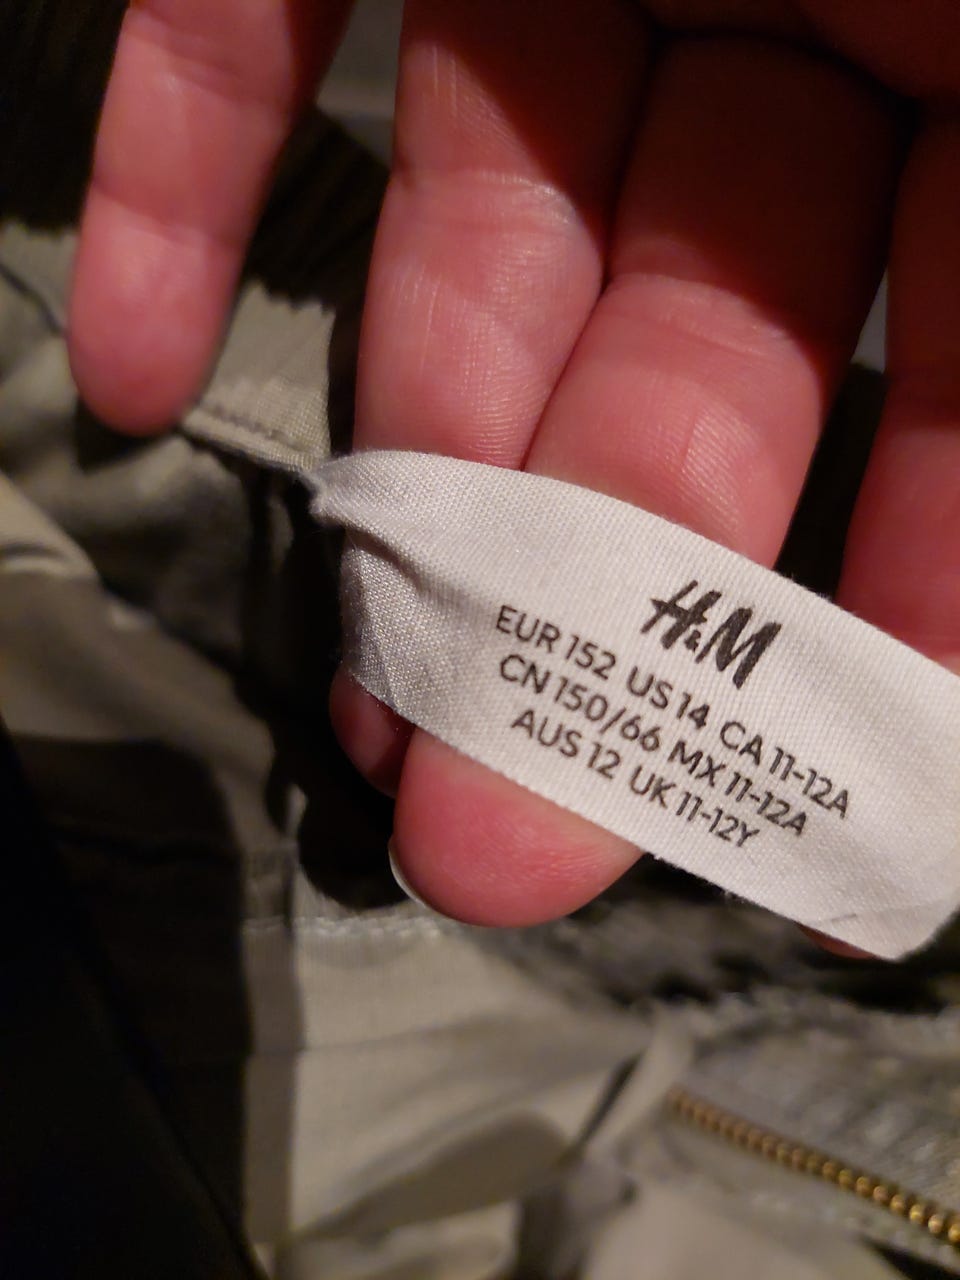 H&M
EUR 152 US 14 CA 11-12A
CN 150/66 MX 11-12A
AUS 12 UK 11-12Y